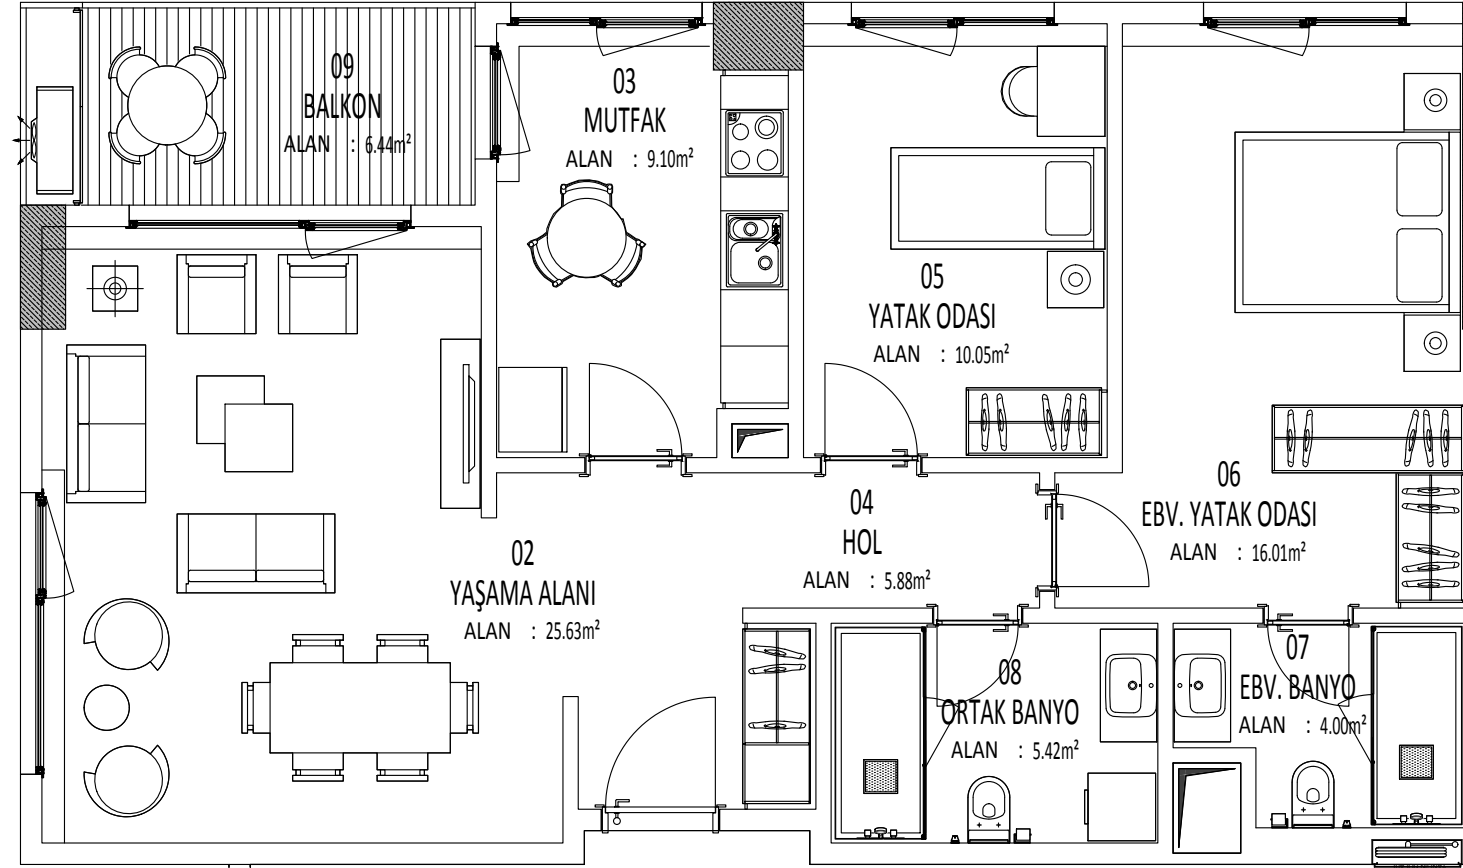 09
BALKON
ALAN : 6.44m²
03
MUTFAK
ALAN : 9.10m²
05
YATAK ODASI
ALAN : 10.05m²
06
EBV. YATAK ODASI
ALAN : 16.01m²
04
HOL
ALAN : 5.88m²
02
YAŞAMA ALANI
ALAN : 25.63m²
08
ORTAK BANYO
ALAN : 5.42m²
07
EBV. BANYO
ALAN : 4.00m²